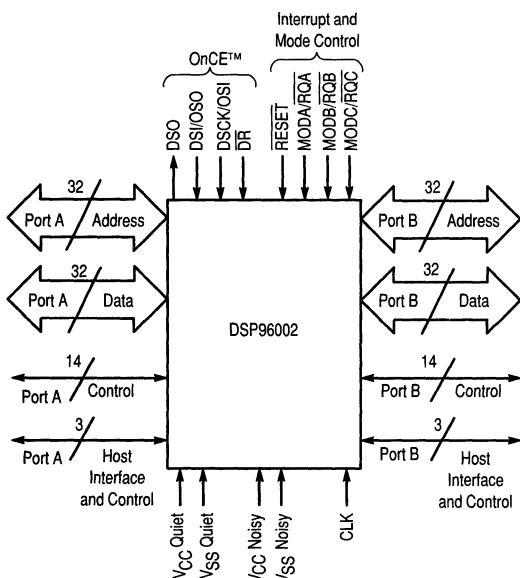 Interrupt and
Mode Control
OnCE™
DSO
DSI/OSO
DSCK/OSI
DR
RESET
MODA/RQA
MODB/RQB
MODC/RQC
32
Port A Address
32
Port B Address
32
Port A Data
32
Port B Data
DSP96002
14
Port A Control
14
Port B Control
3
Port A Host
Interface
and Control
3
Port B Host
Interface
and Control
VCC Quiet
VSS Quiet
VCC Noisy
VSS Noisy
CLK